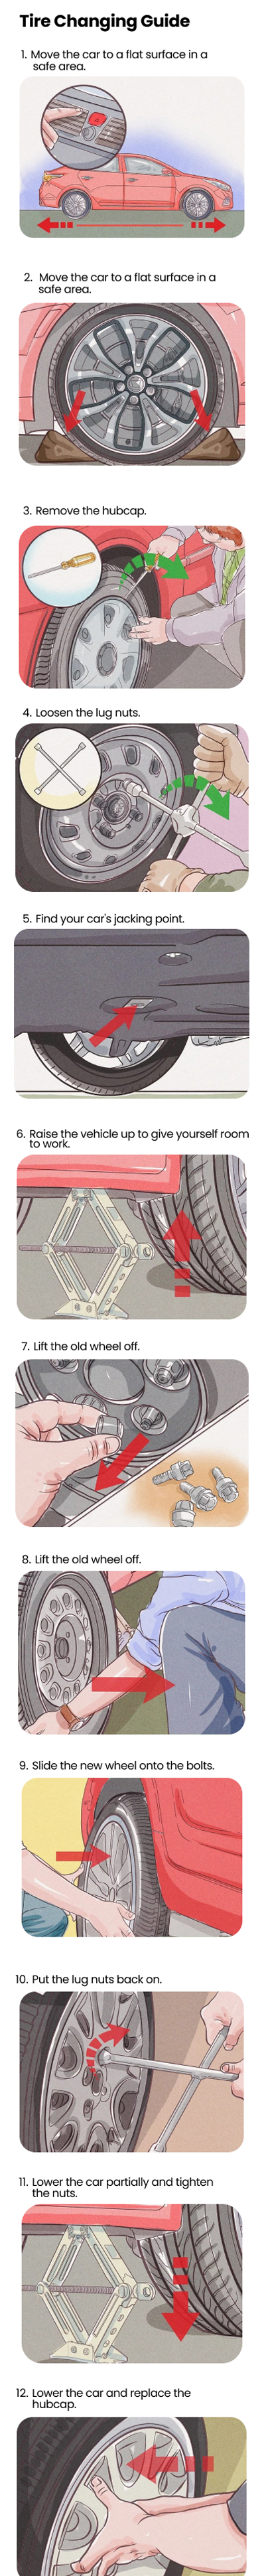 Tire Changing Guide
1. Move the car to a flat surface in a
safe area.
2. Move the car to a flat surface in a
safe area.
3. Remove the hubcap.
4. Loosen the lug nuts.
5. Find your car's jacking point.
6. Raise the vehicle up to give yourself room
to work.
7. Lift the old wheel off.
8. Lift the old wheel off.
9. Slide the new wheel onto the bolts.
10. Put the lug nuts back on.
11. Lower the car partially and tighten
the nuts.
12. Lower the car and replace the
hubcap.